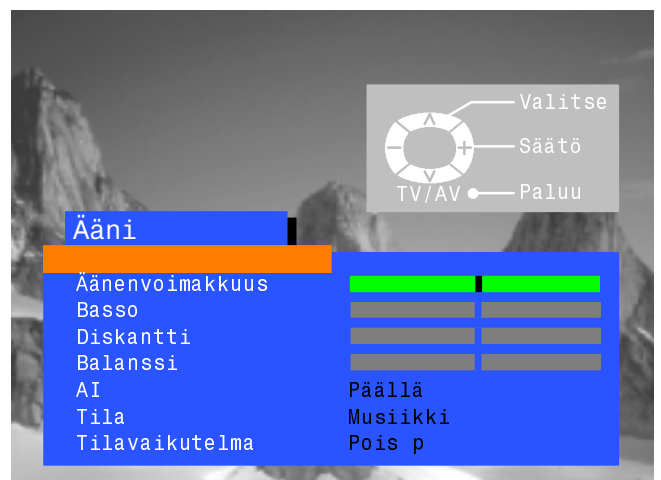 Valitse
Säätö
TV/AV Paluu
Ääni
Äänenvoimakkuus
Basso
Diskantti
Balanssi
AI Päällä
Tila Musiikki
Tilavaikutelma Pois p